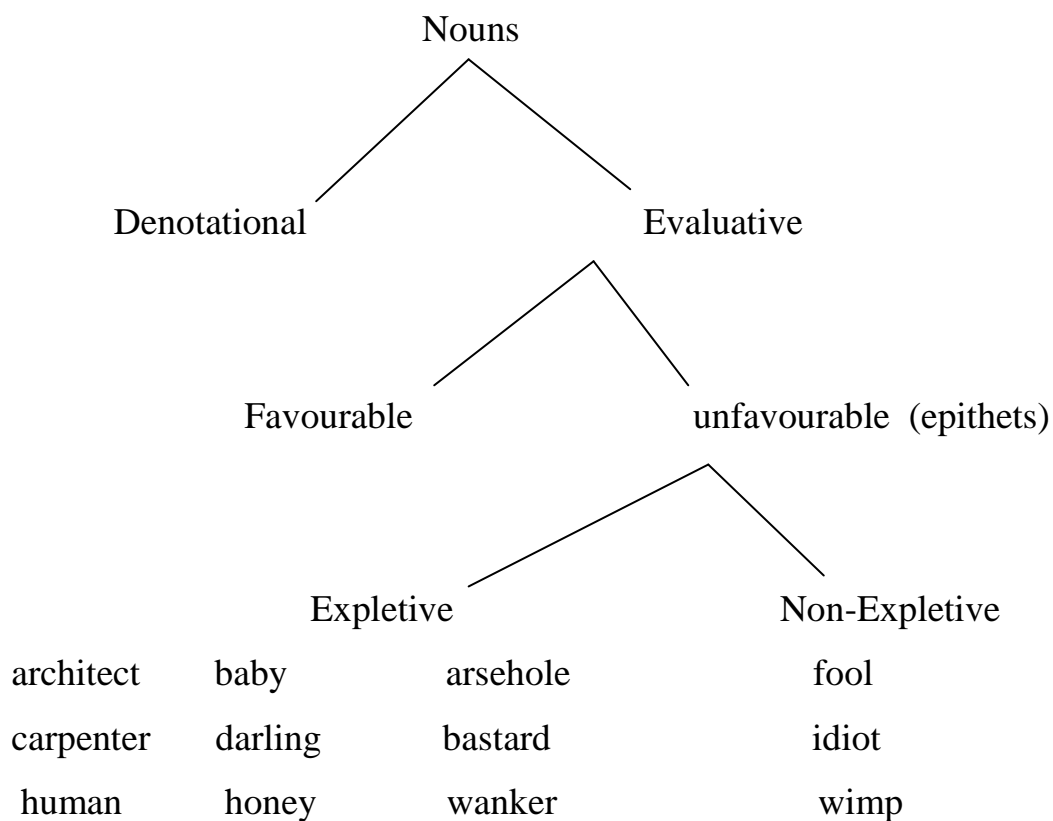 Nouns
Denotational Evaluative
Favourable unfavourable (epithets)
Expletive Non-Expletive
architect baby arsehole fool
carpenter darling bastard idiot
human honey wanker wimp